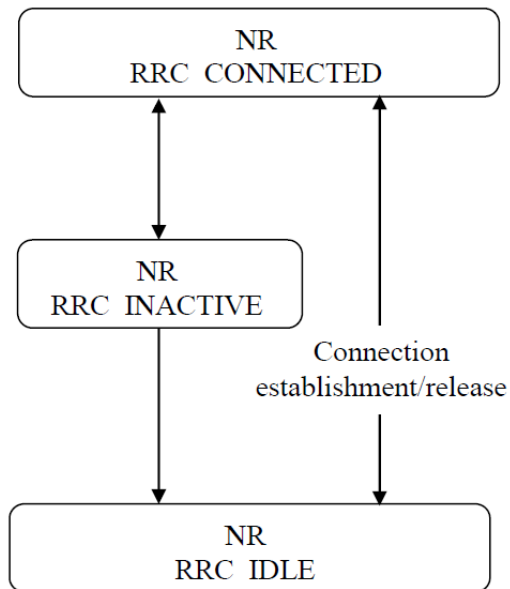 NR
RRC CONNECTED
NR
RRC INACTIVE
Connection
establishment/release
NR
RRC IDLE